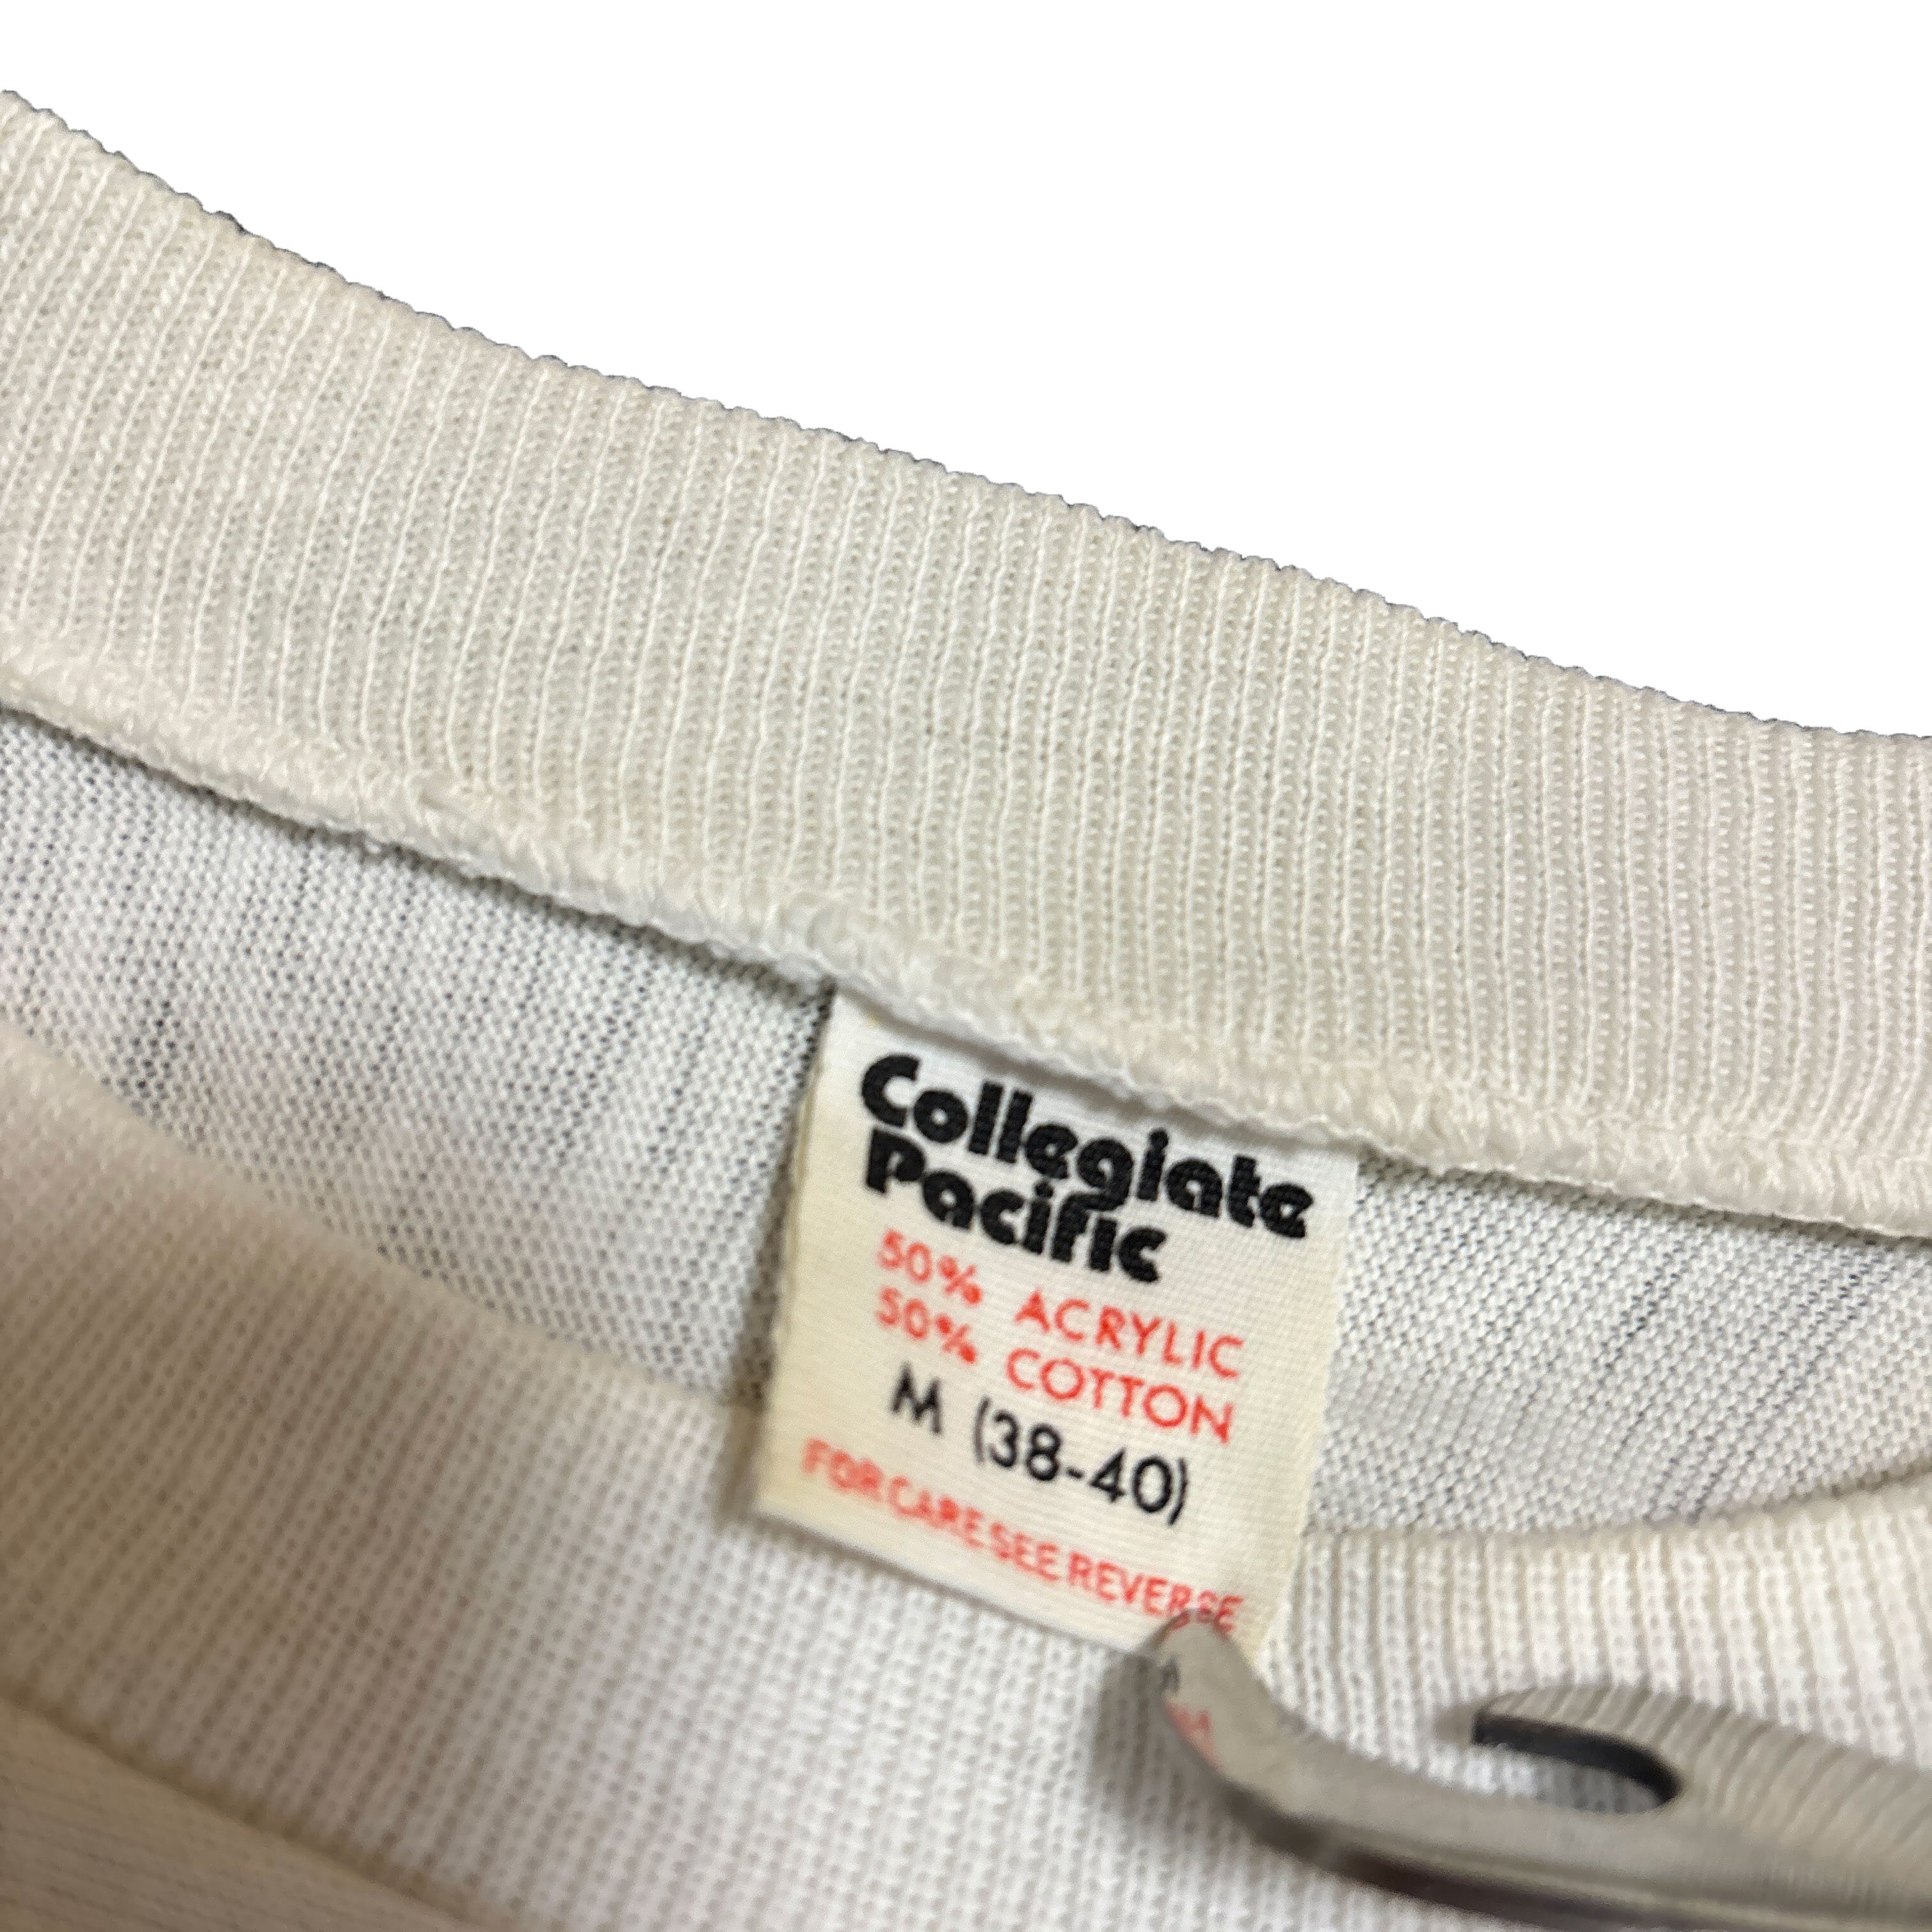 Collegiate
Pacific
50% ACRYLIC
50% COTTON
M (38-40)
FOR CARE SEE REVERSE